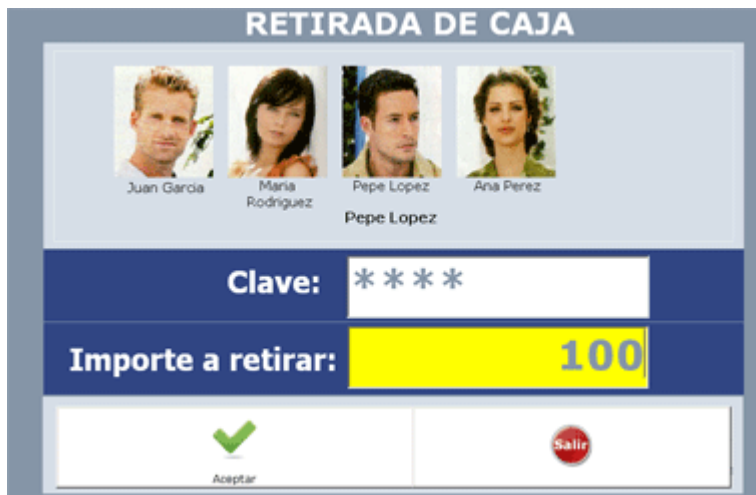 RETIRADA DE CAJA
Juan Garcia
Maria
Rodriguez
Pepe Lopez
Ana Perez
Pepe Lopez
Clave: ****
Importe a retirar: 100
Aceptar
Salir